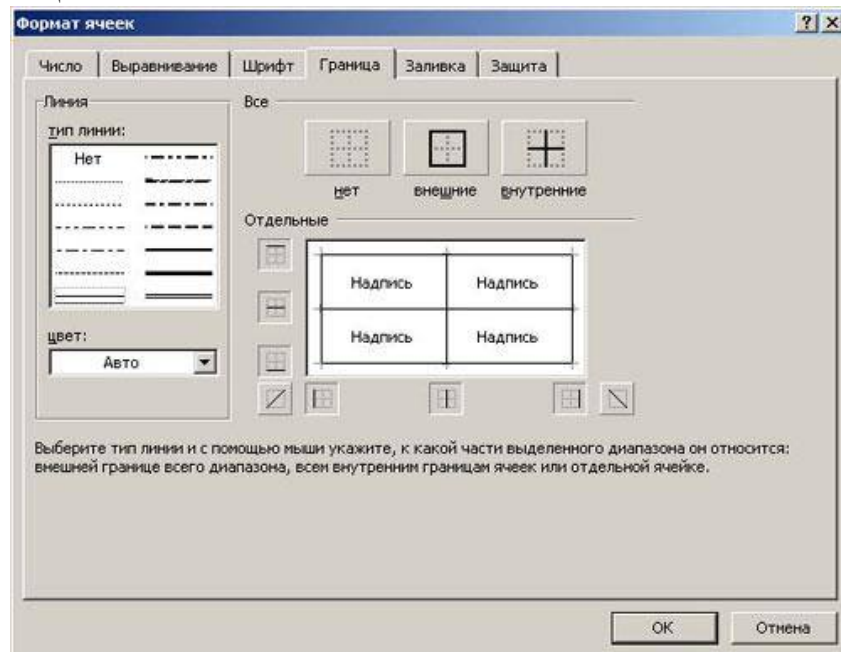 Формат ячеек
Число Выравнивание Шрифт Граница Заливка Защита
Линия
тип линии:
Нет
цвет:
Авто
Все
нет внешние внутренние
Отдельные
Надпись Надпись
Надпись Надпись
Выберите тип линии и с помощью мыши укажите, к какой части выделенного диапазона он относится:
внешней границе всего диапазона, всем внутренним границам ячеек или отдельной ячейке.
ОК Отмена